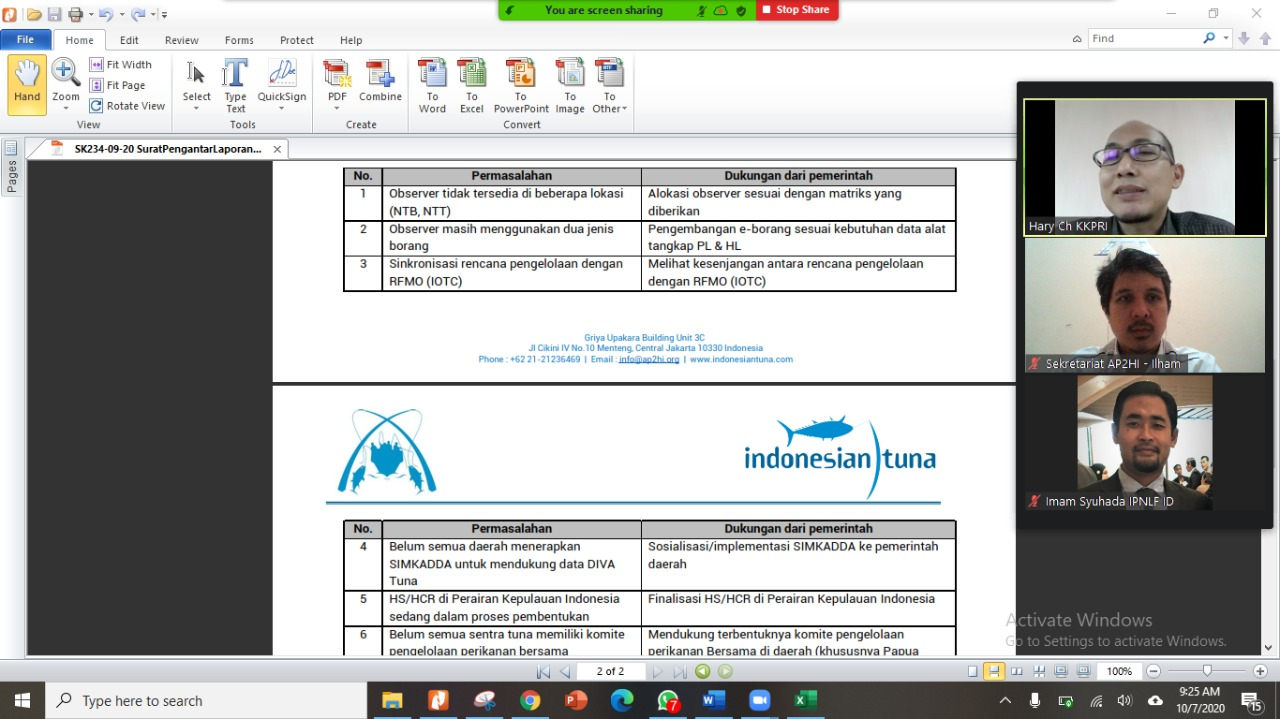 You are screen sharing
Stop Share
File
Home
Edit
Review
Forms
Protect
Help
Find
Hand
Zoom
Fit Width
Fit Page
Rotate View
View
Select
Type Text
QuickSign
Tools
PDF
Combine
Create
To Word
To Excel
To PowerPoint
To Image
To Other
Convert
Pages
SK234-09-20 SuratPengantarLaporan...
No. Permasalahan Dukungan dari pemerintah
1 Observer tidak tersedia di beberapa lokasi Alokasi observer sesuai dengan matriks yang
(NTB, NTT) diberikan
2 Observer masih menggunakan dua jenis Pengembangan e-borang sesuai kebutuhan data alat
borang tangkap PL & HL
3 Sinkronisasi rencana pengelolaan dengan Melihat kesenjangan antara rencana pengelolaan
RFMO (IOTC) dengan RFMO (IOTC)
Griya Upakara Building Unit 3C
Jl Cikini IV No.10 Menteng, Central Jakarta 10330 Indonesia
Phone : +62 21-21236469 | Email : info@ap2hi.org | www.indonesiantuna.com
indonesian tuna
No. Permasalahan Dukungan dari pemerintah
4 Belum semua daerah menerapkan Sosialisasi/implementasi SIMKADDA ke pemerintah
SIMKADDA untuk mendukung data DIVA daerah
Tuna
5 HS/HCR di Perairan Kepulauan Indonesia Finalisasi HS/HCR di Perairan Kepulauan Indonesia
sedang dalam proses pembentukan
6 Belum semua sentra tuna memiliki komite Mendukung terbentuknya komite pengelolaan
pengelolaan perikanan bersama perikanan Bersama di daerah (khususnya Papua
Hary Ch KKPRI
Sekretariat AP2HI - Ilham
Imam Syuhada IPNLF ID
Activate Windows
Go to Settings to activate Windows.
2 of 2
100%
Type here to search
7
9:25 AM
10/7/2020
15